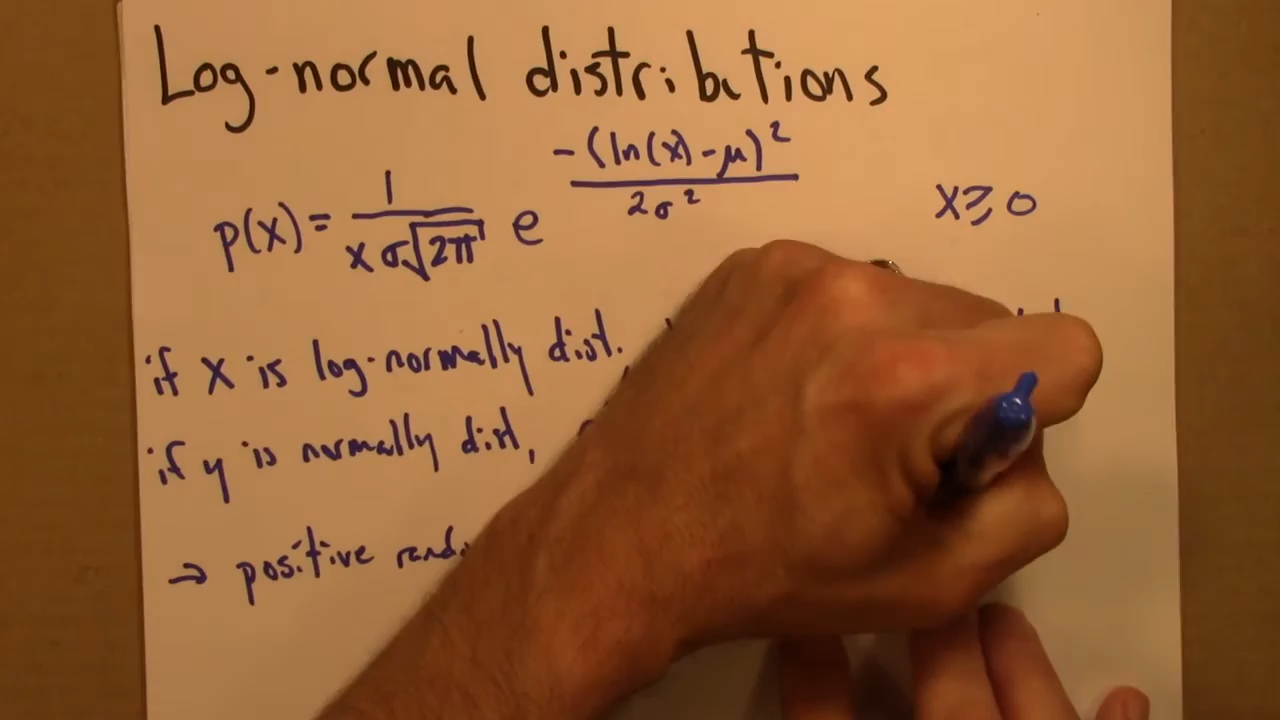 Log-normal distributions
p(x) = 1 / (x σ√2π) e^(-(ln(x) - μ)² / 2σ²) x ≥ 0
if X is log-normally dist.
if y is normally dist,
→ positive